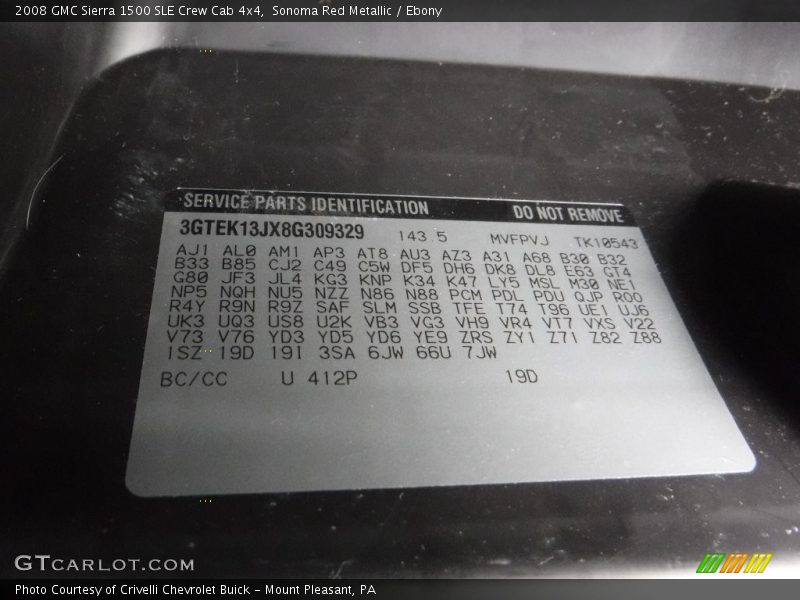 2008 GMC Sierra 1500 SLE Crew Cab 4x4, Sonoma Red Metallic / Ebony
SERVICE PARTS IDENTIFICATION DO NOT REMOVE
3GTEK13JX8G309329 143.5 MVFPVJ TK10543
AJ1 AL0 AM1 AP3 AT8 AU3 AZ3 A31 A68 B30 B32
B33 B85 CJ2 C49 C5W DF5 DH6 DK8 DL8 E63 GT4
G80 JF3 JL4 KG3 KNP K34 K47 LY5 MSL M30 NE1
NP5 NQH NU5 NZZ N86 N88 PCM PDL PDU QJP R00
R4Y R9N R9Z SAF SLM SSB TFE T74 T96 UE1 UJ6
UK3 UQ3 US8 U2K VB3 VG3 VH9 VR4 VT7 VXS V22
V73 V76 YD3 YD5 YD6 YE9 ZRS ZY1 Z71 Z82 Z88
1SZ 19D 19I 3SA 6JW 66U 7JW
BC/CC U 412P 19D
GTCARLOT.COM
Photo Courtesy of Crivelli Chevrolet Buick - Mount Pleasant, PA